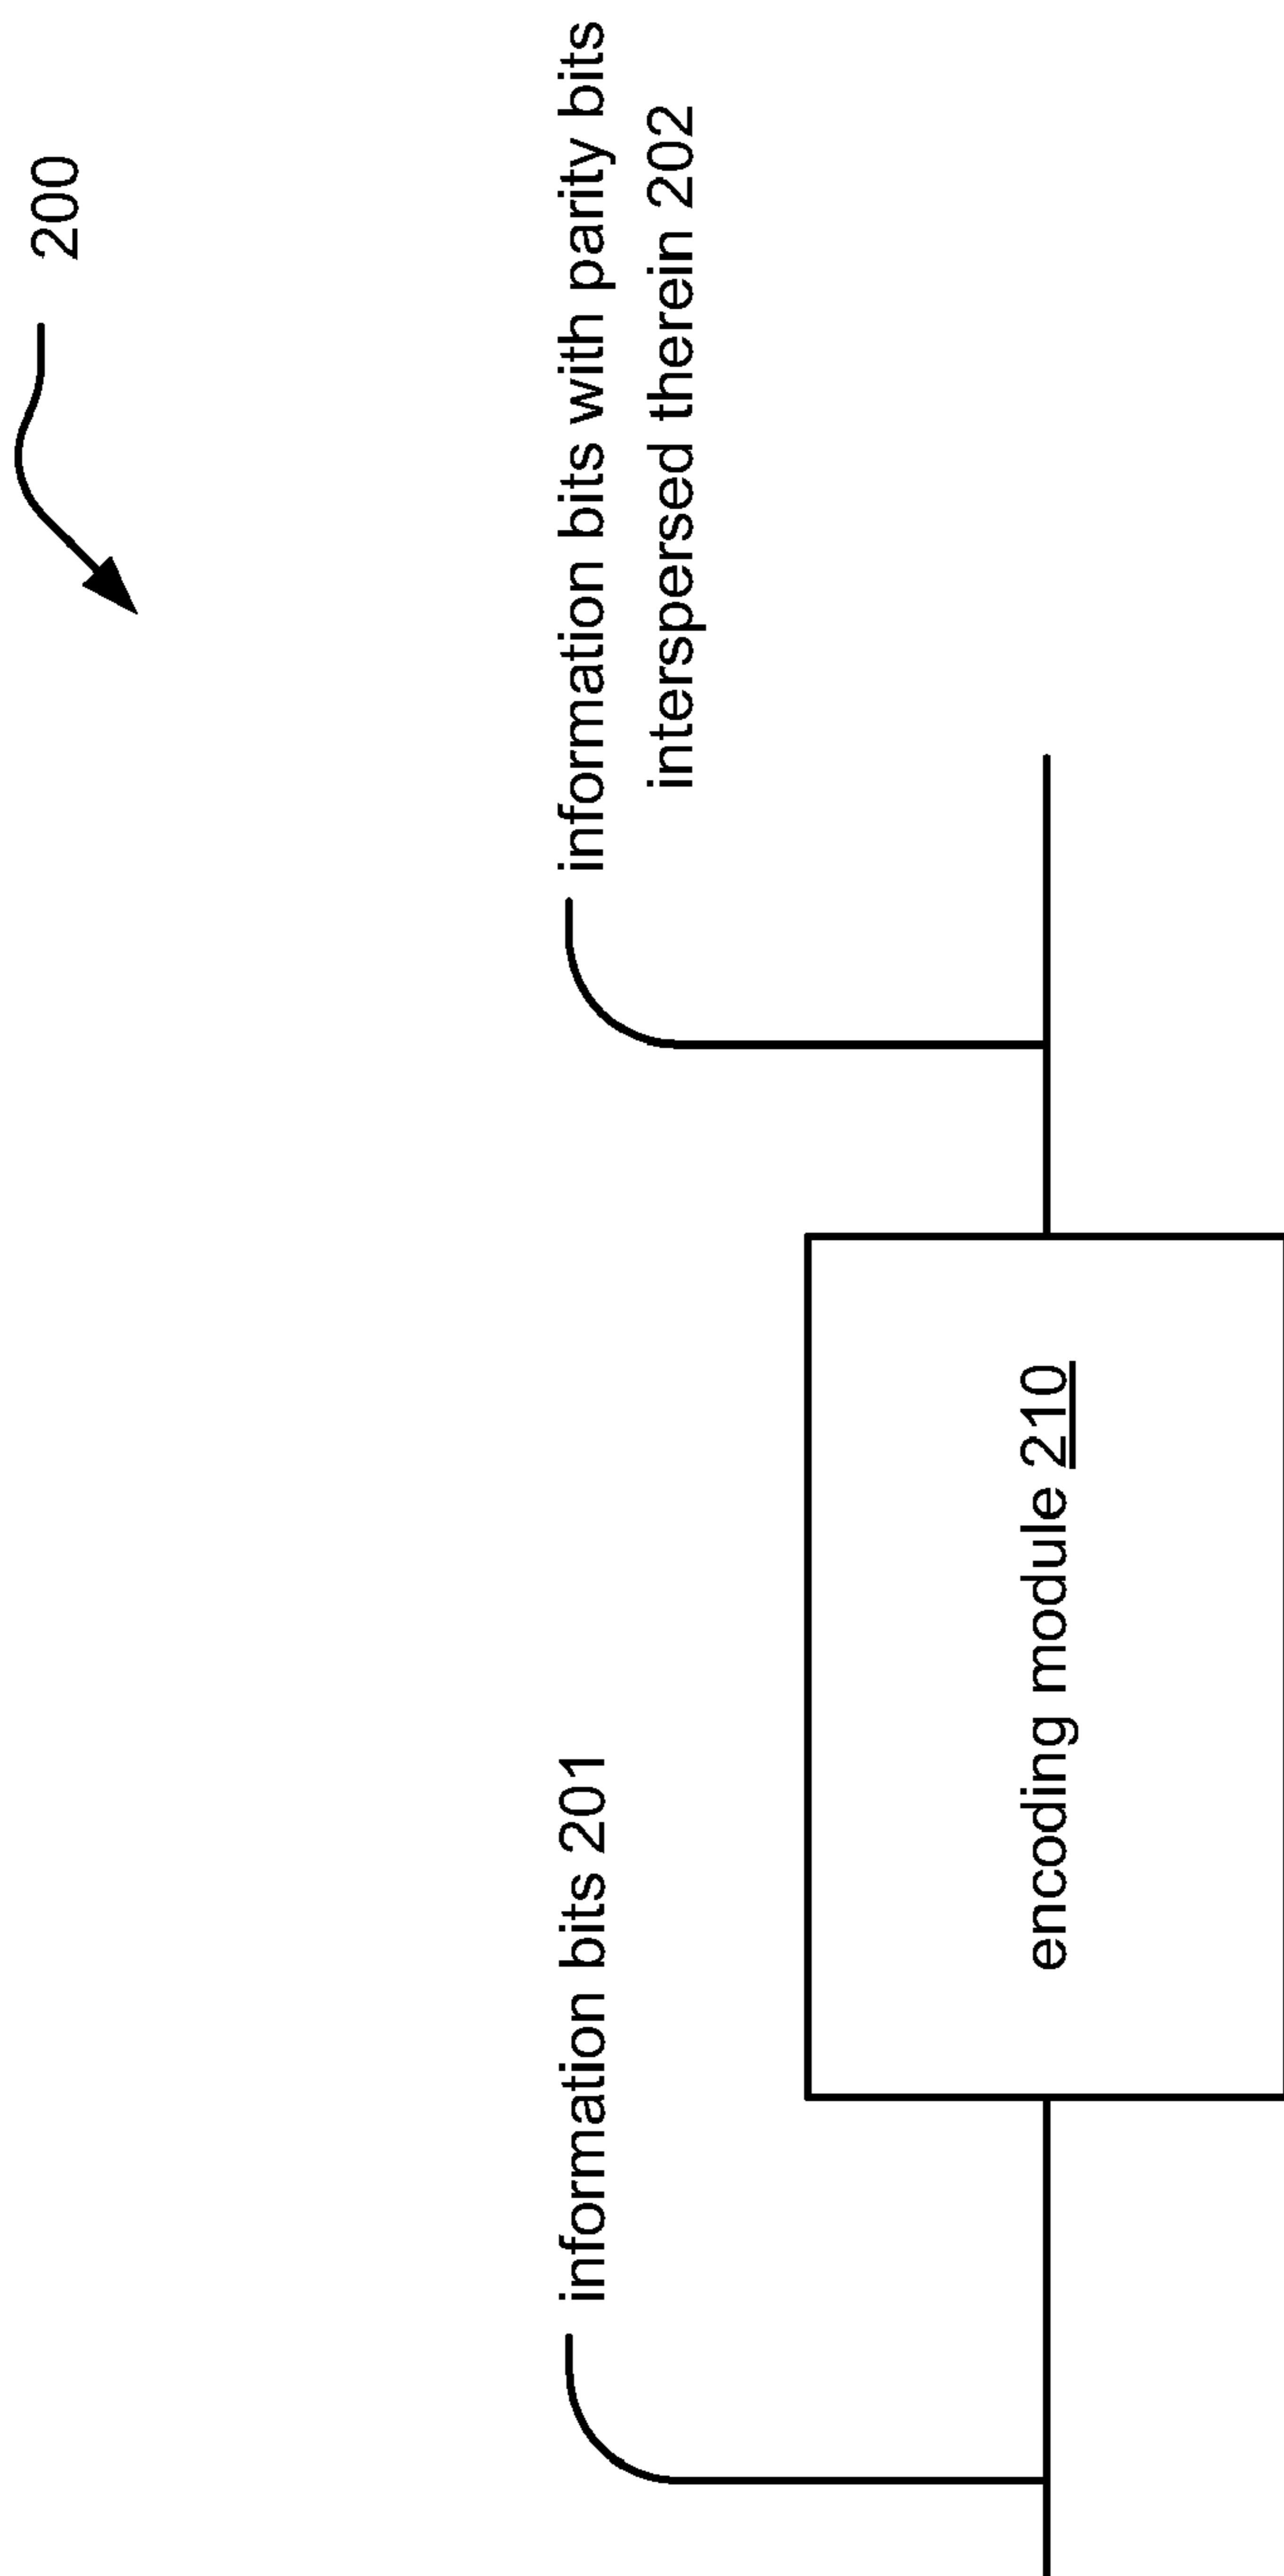 200
information bits 201
information bits with parity bits
interspersed therein 202
encoding module 210